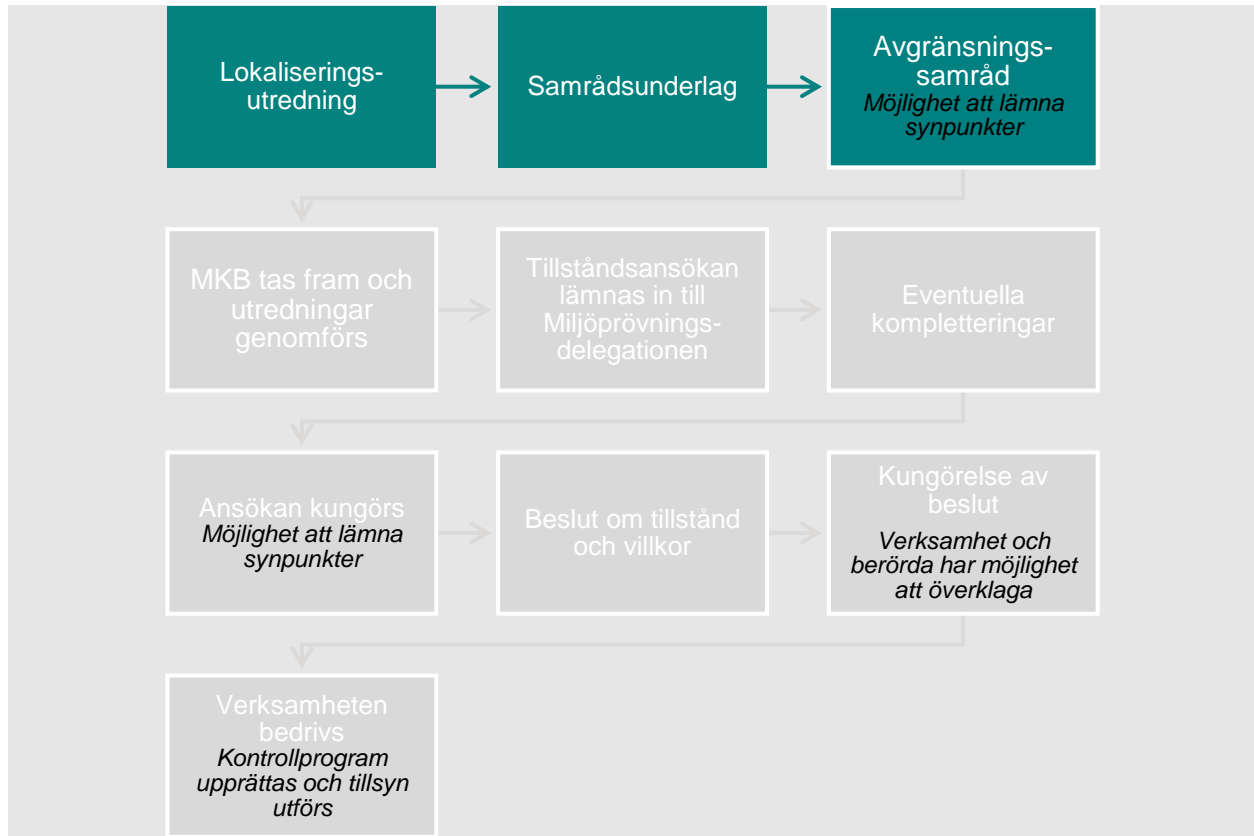 Lokaliserings-
utredning
Samrådsunderlag
Avgränsnings-
samråd
Möjlighet att lämna
synpunkter
MKB tas fram och
utredningar
genomförs
Tillståndsansökan
lämnas in till
Miljöprövnings-
delegationen
Eventuella
kompletteringar
Ansökan kungörs
Möjlighet att lämna
synpunkter
Beslut om tillstånd
och villkor
Kungörelse av
beslut
Verksamhet och
berörda har möjlighet
att överklaga
Verksamheten
bedrivs
Kontrollprogram
upprättas och tillsyn
utförs